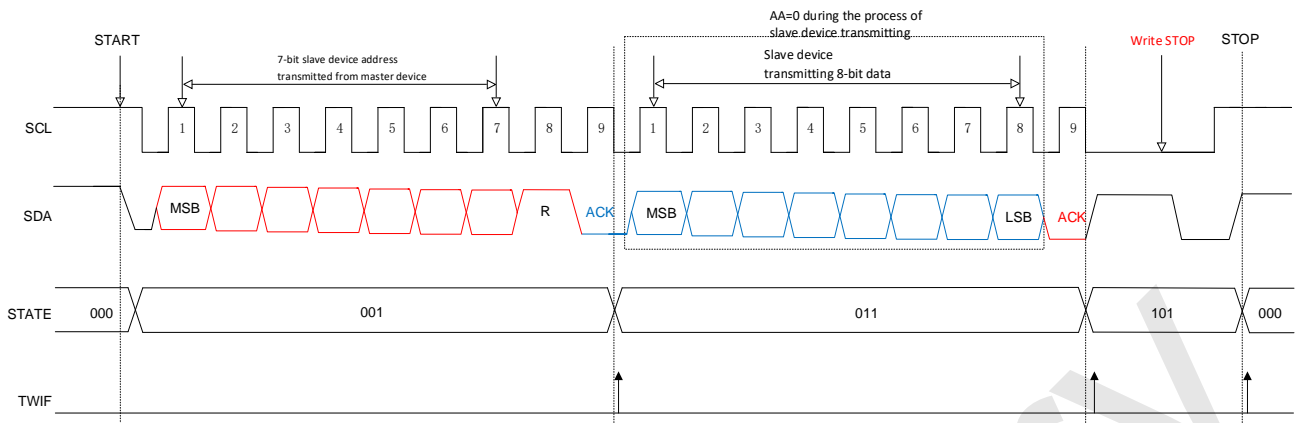 AA=0 during the process of
slave device transmitting
START
7-bit slave device address
transmitted from master device
Slave device
transmitting 8-bit data
Write STOP
STOP
SCL
1 2 3 4 5 6 7 8 9 1 2 3 4 5 6 7 8 9
SDA
MSB R ACK MSB LSB ACK
STATE
000 001 011 101 000
TWIF